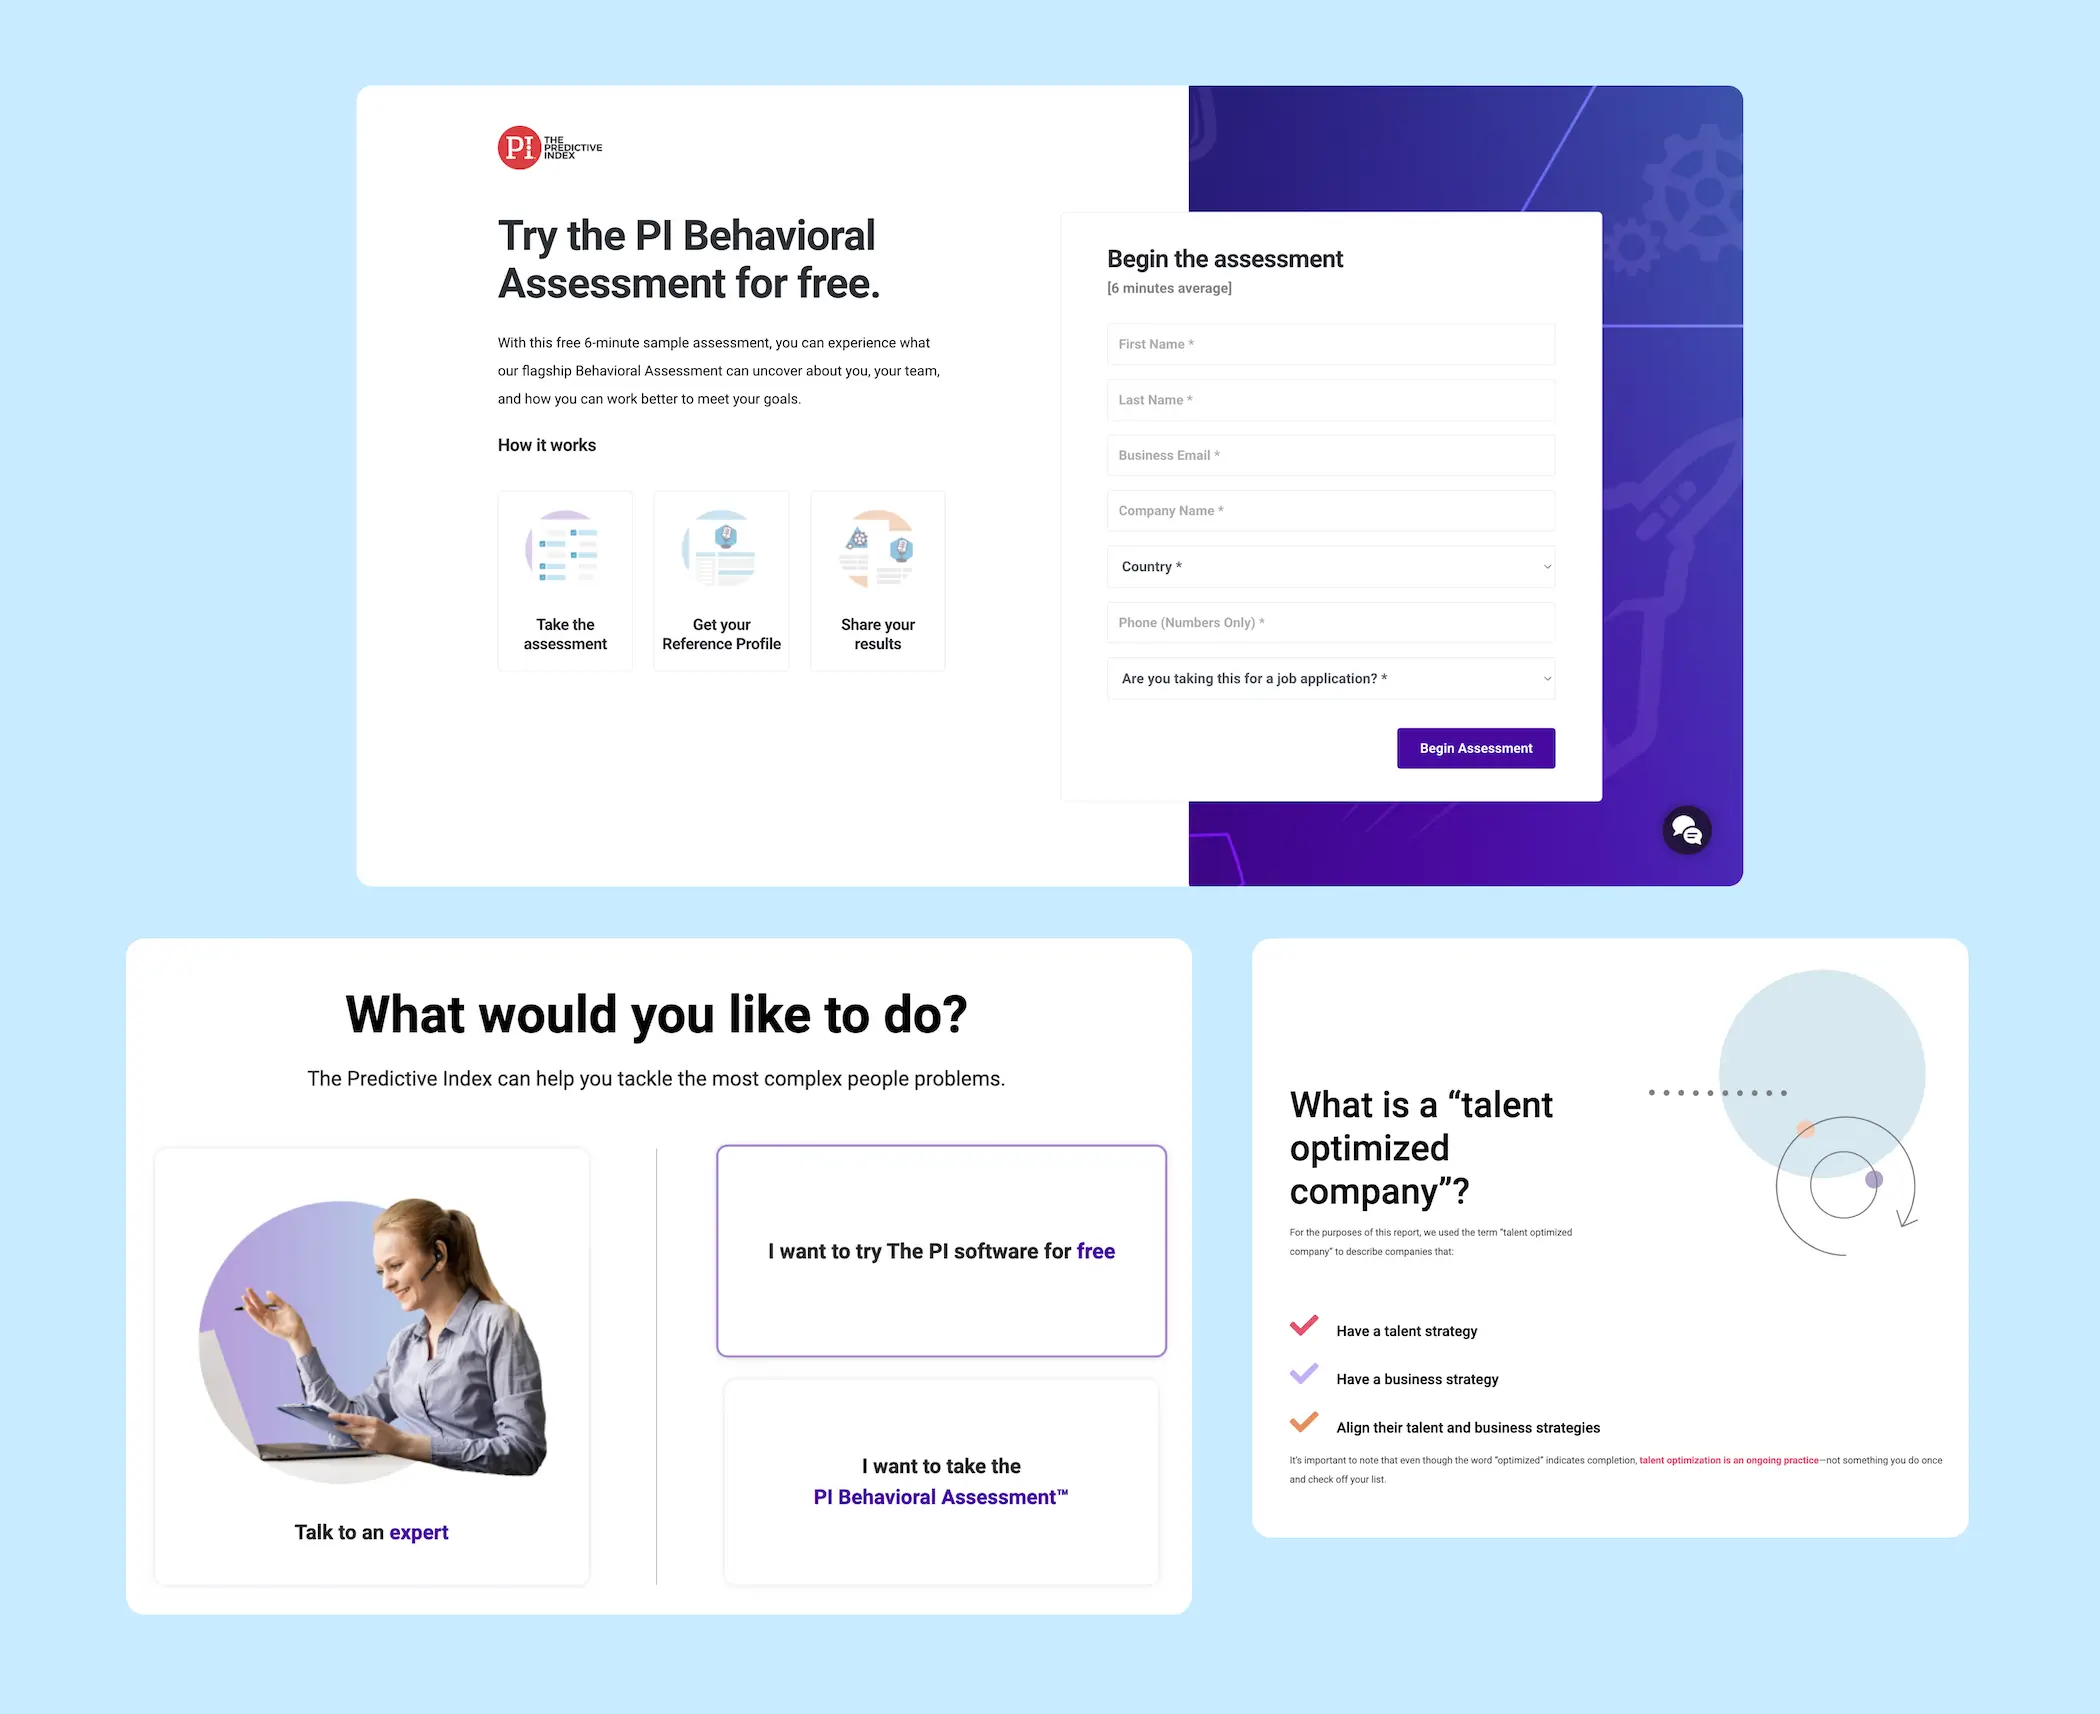 PI THE
PREDICTIVE
INDEX
Try the PI Behavioral
Assessment for free.
With this free 6-minute sample assessment, you can experience what
our flagship Behavioral Assessment can uncover about you, your team,
and how you can work better to meet your goals.
How it works
Take the
assessment
Get your
Reference Profile
Share your
results
Begin the assessment
[6 minutes average]
First Name *
Last Name *
Business Email *
Company Name *
Country *
Phone (Numbers Only) *
Are you taking this for a job application? *
Begin Assessment
What would you like to do?
The Predictive Index can help you tackle the most complex people problems.
Talk to an expert
I want to try The PI software for free
I want to take the
PI Behavioral Assessment™
What is a “talent
optimized
company”?
For the purposes of this report, we used the term “talent optimized
company” to describe companies that:
Have a talent strategy
Have a business strategy
Align their talent and business strategies
It’s important to note that even though the word “optimized” indicates completion, talent optimization is an ongoing practice—not something you do once
and check off your list.